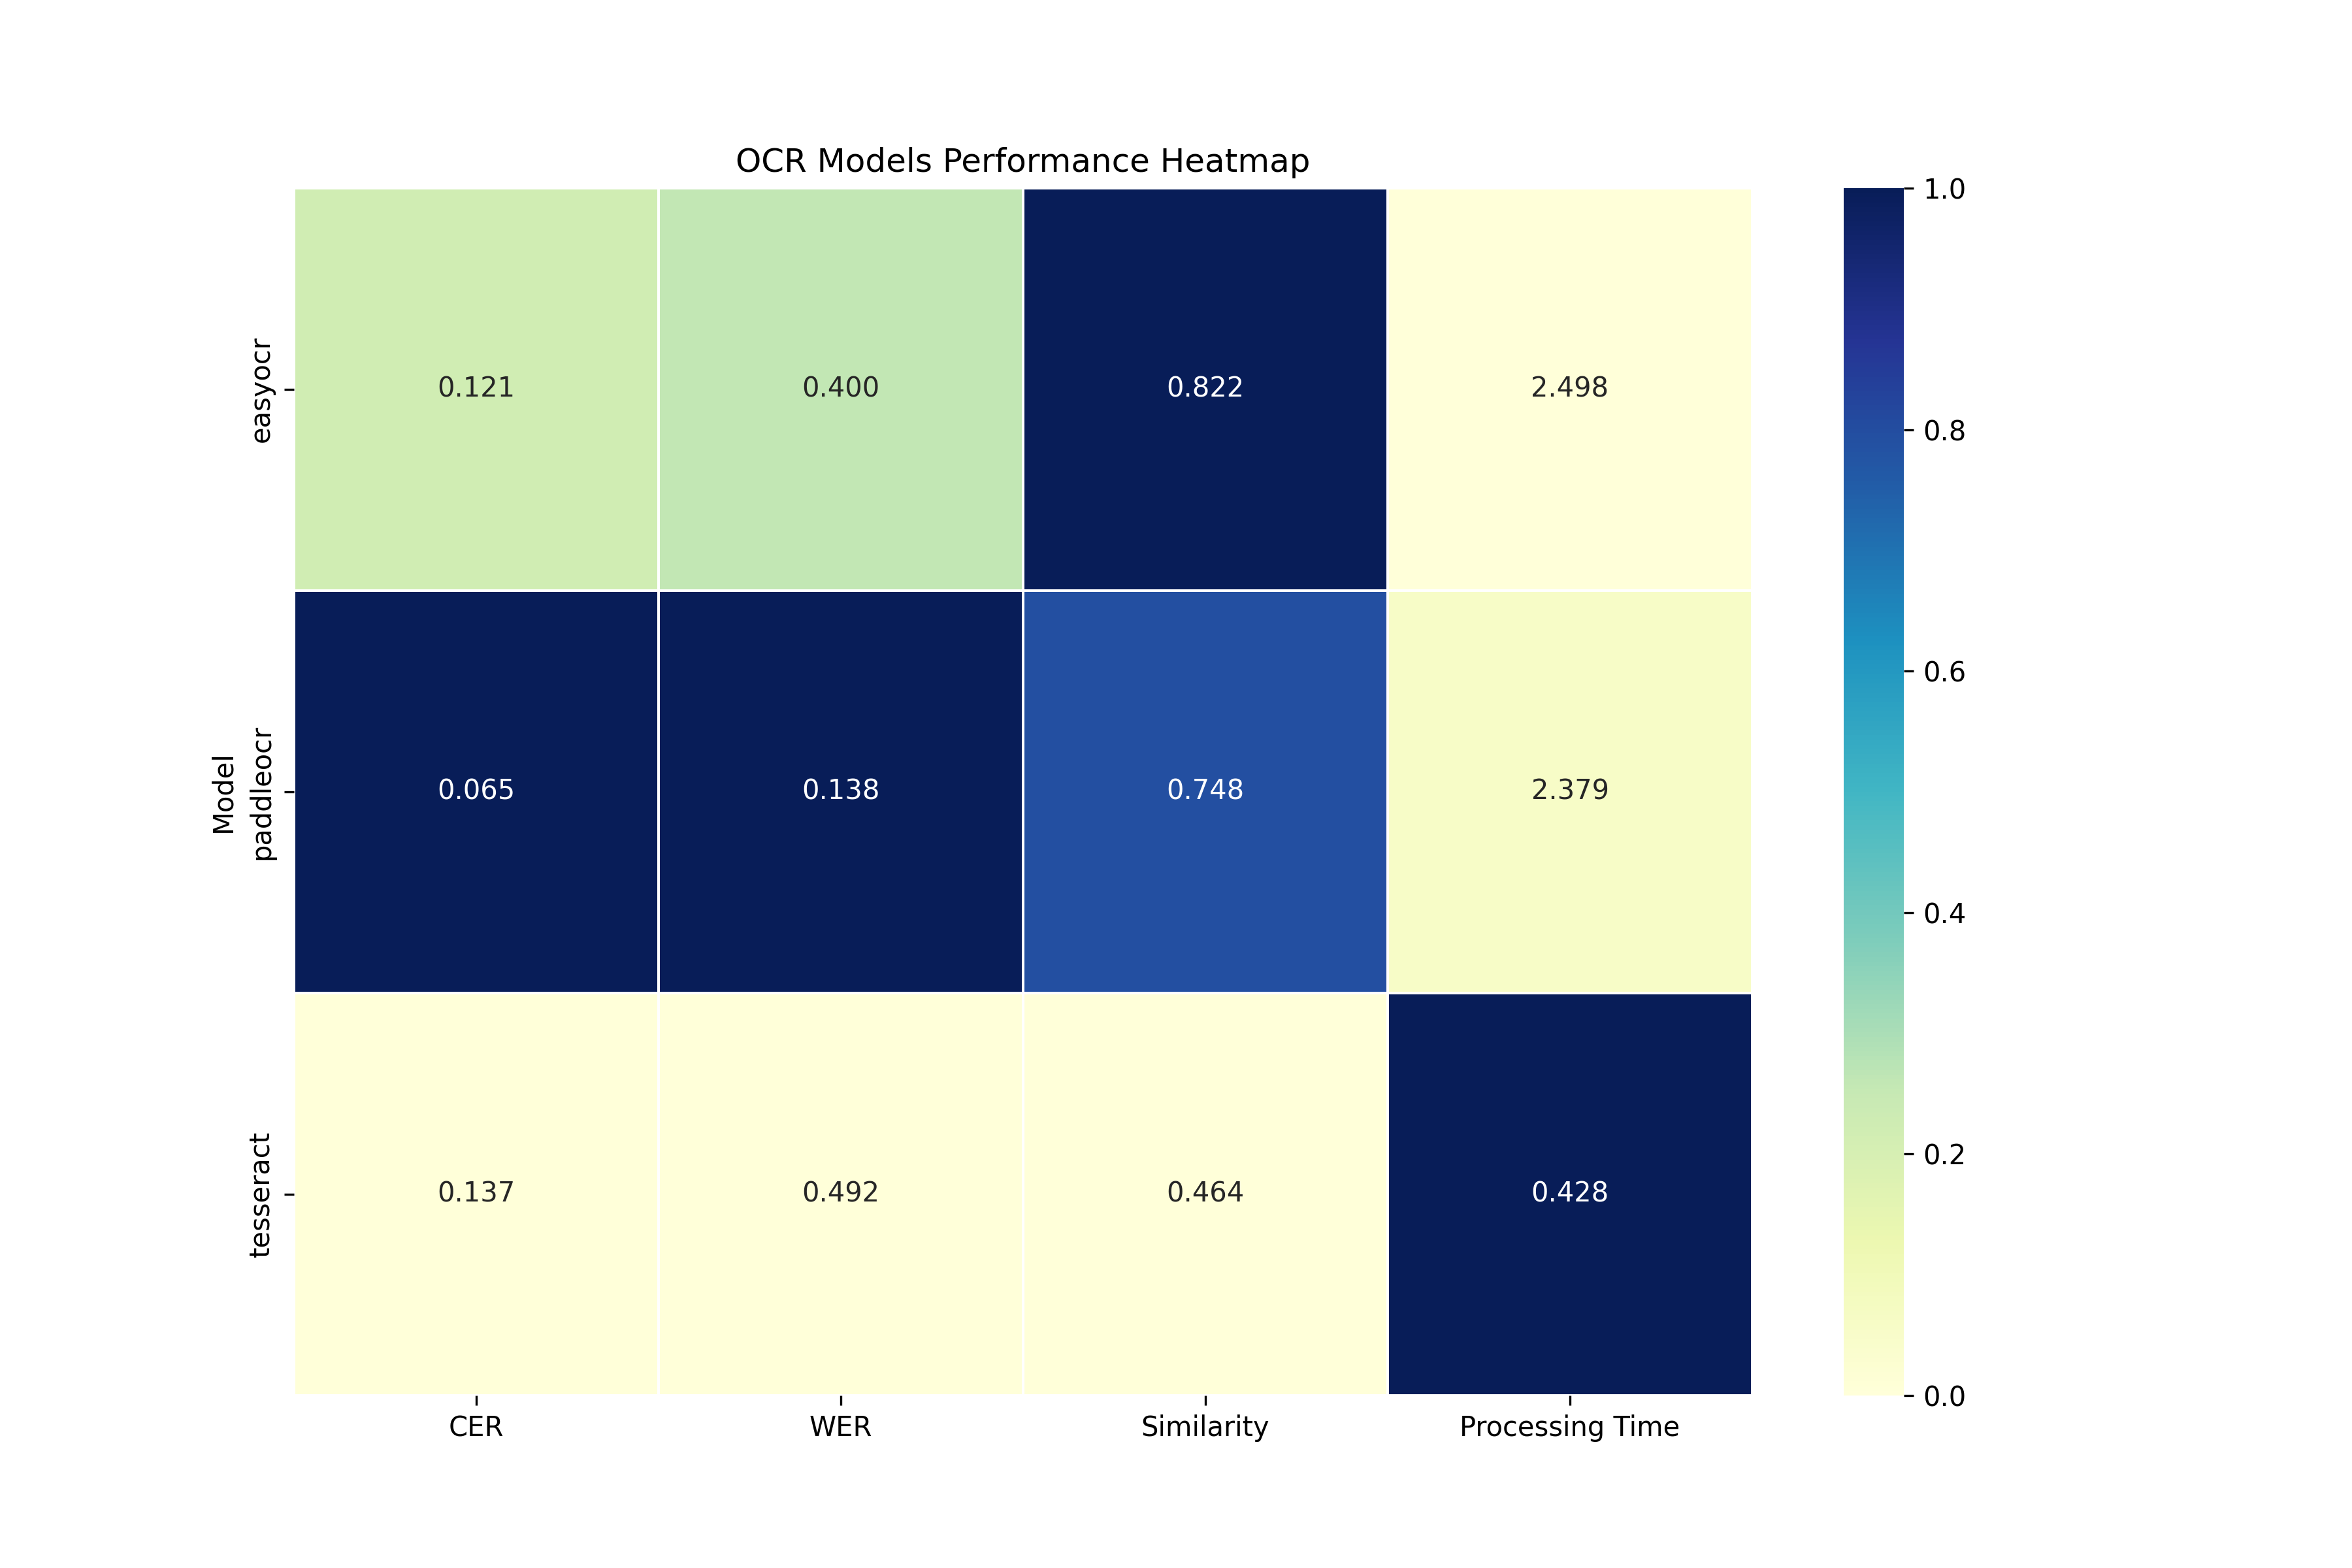 OCR Models Performance Heatmap
easyocr
0.121 0.400 0.822 2.498
Model
paddleocr
0.065 0.138 0.748 2.379
tesseract
0.137 0.492 0.464 0.428
CER WER Similarity Processing Time
1.0
0.8
0.6
0.4
0.2
0.0